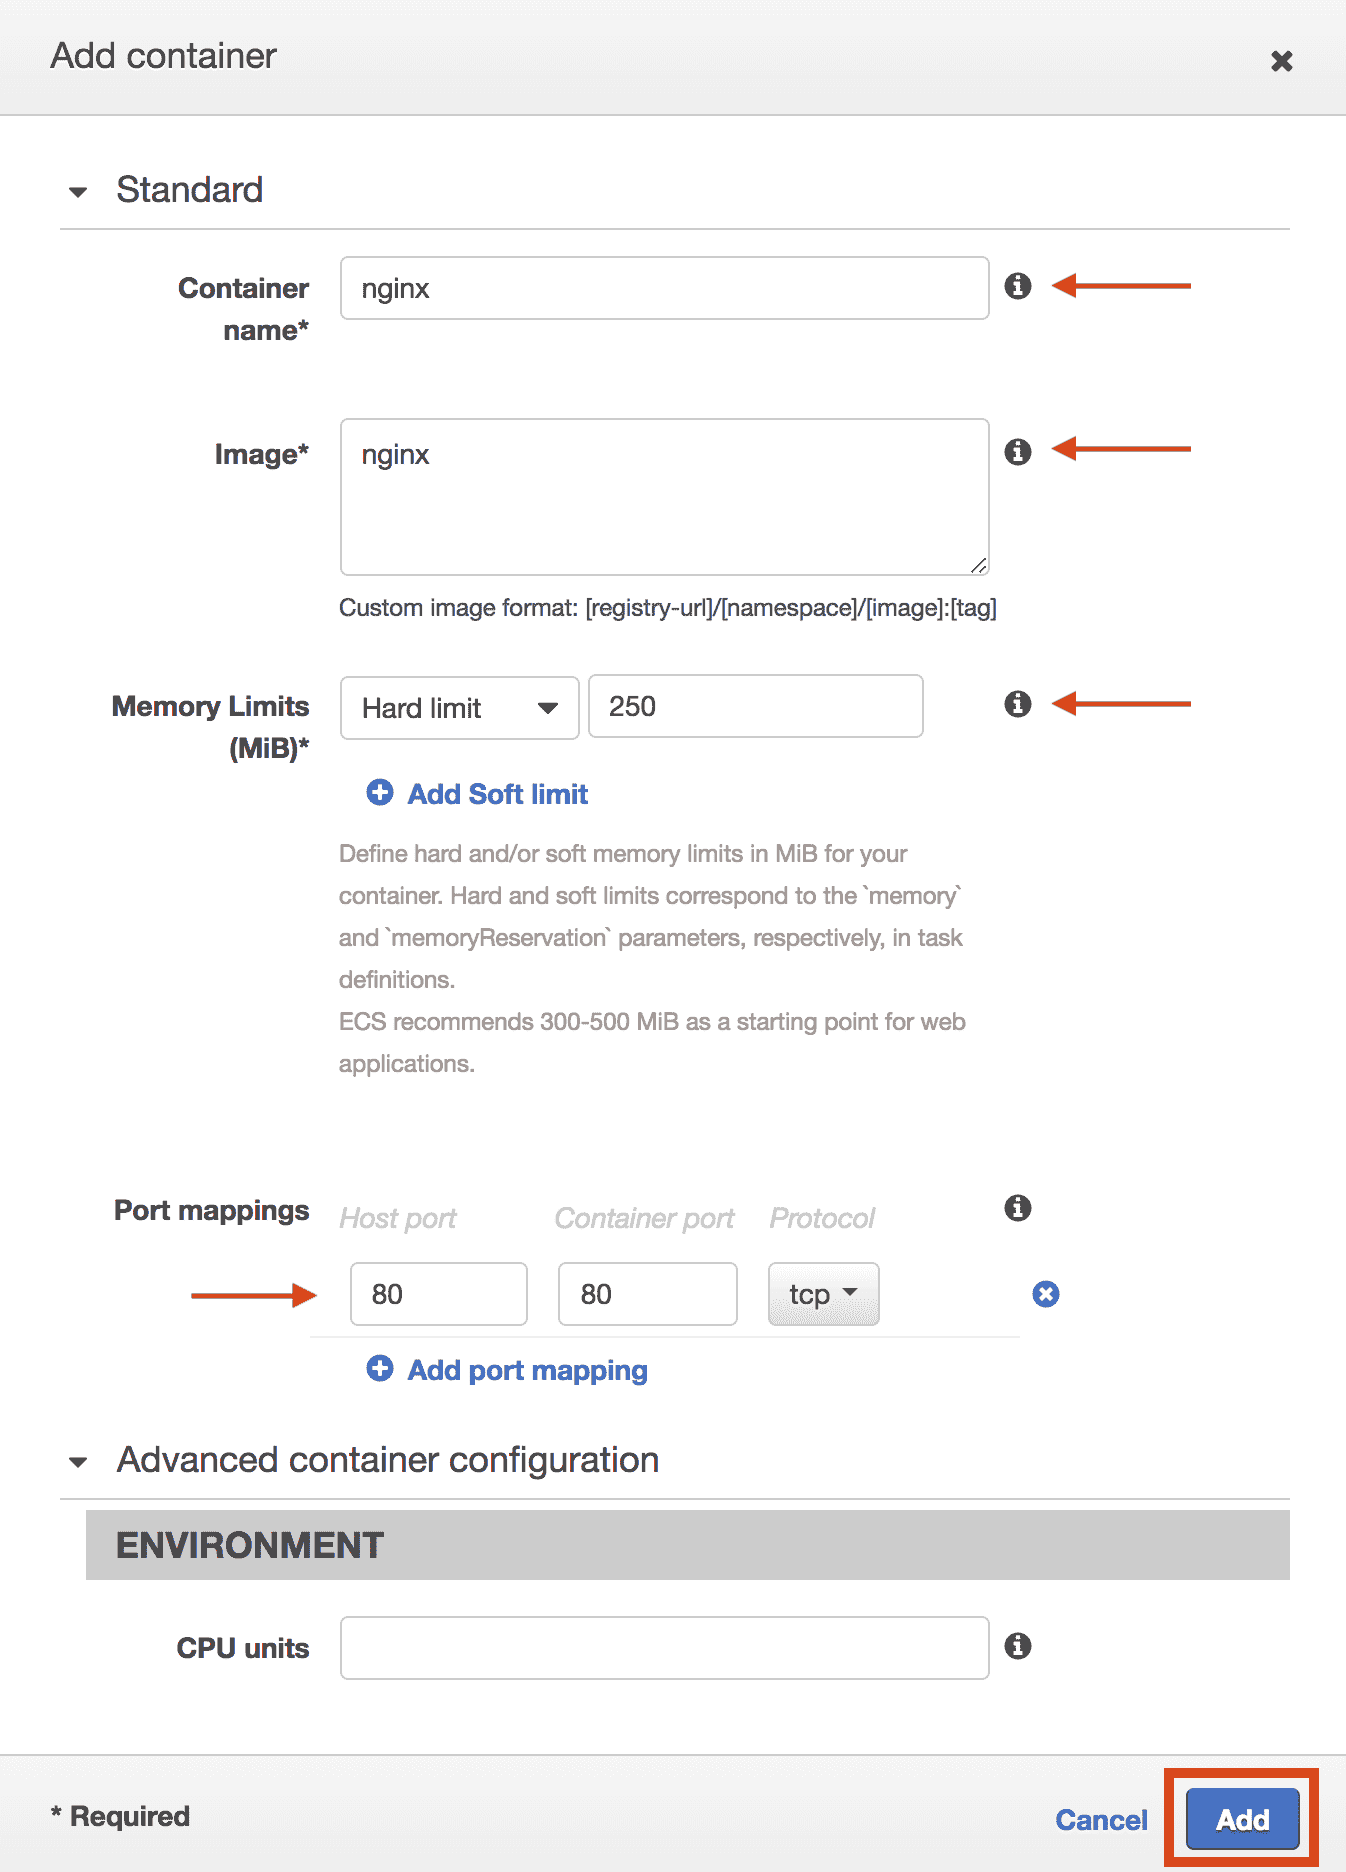 Add container
Standard
Container name*
nginx
Image*
nginx
Custom image format: [registry-url]/[namespace]/[image]:[tag]
Memory Limits (MiB)*
Hard limit
250
Add Soft limit
Define hard and/or soft memory limits in MiB for your
container. Hard and soft limits correspond to the `memory`
and `memoryReservation` parameters, respectively, in task
definitions.
ECS recommends 300-500 MiB as a starting point for web
applications.
Port mappings
Host port
Container port
Protocol
80
80
tcp
Add port mapping
Advanced container configuration
ENVIRONMENT
CPU units
* Required
Cancel
Add